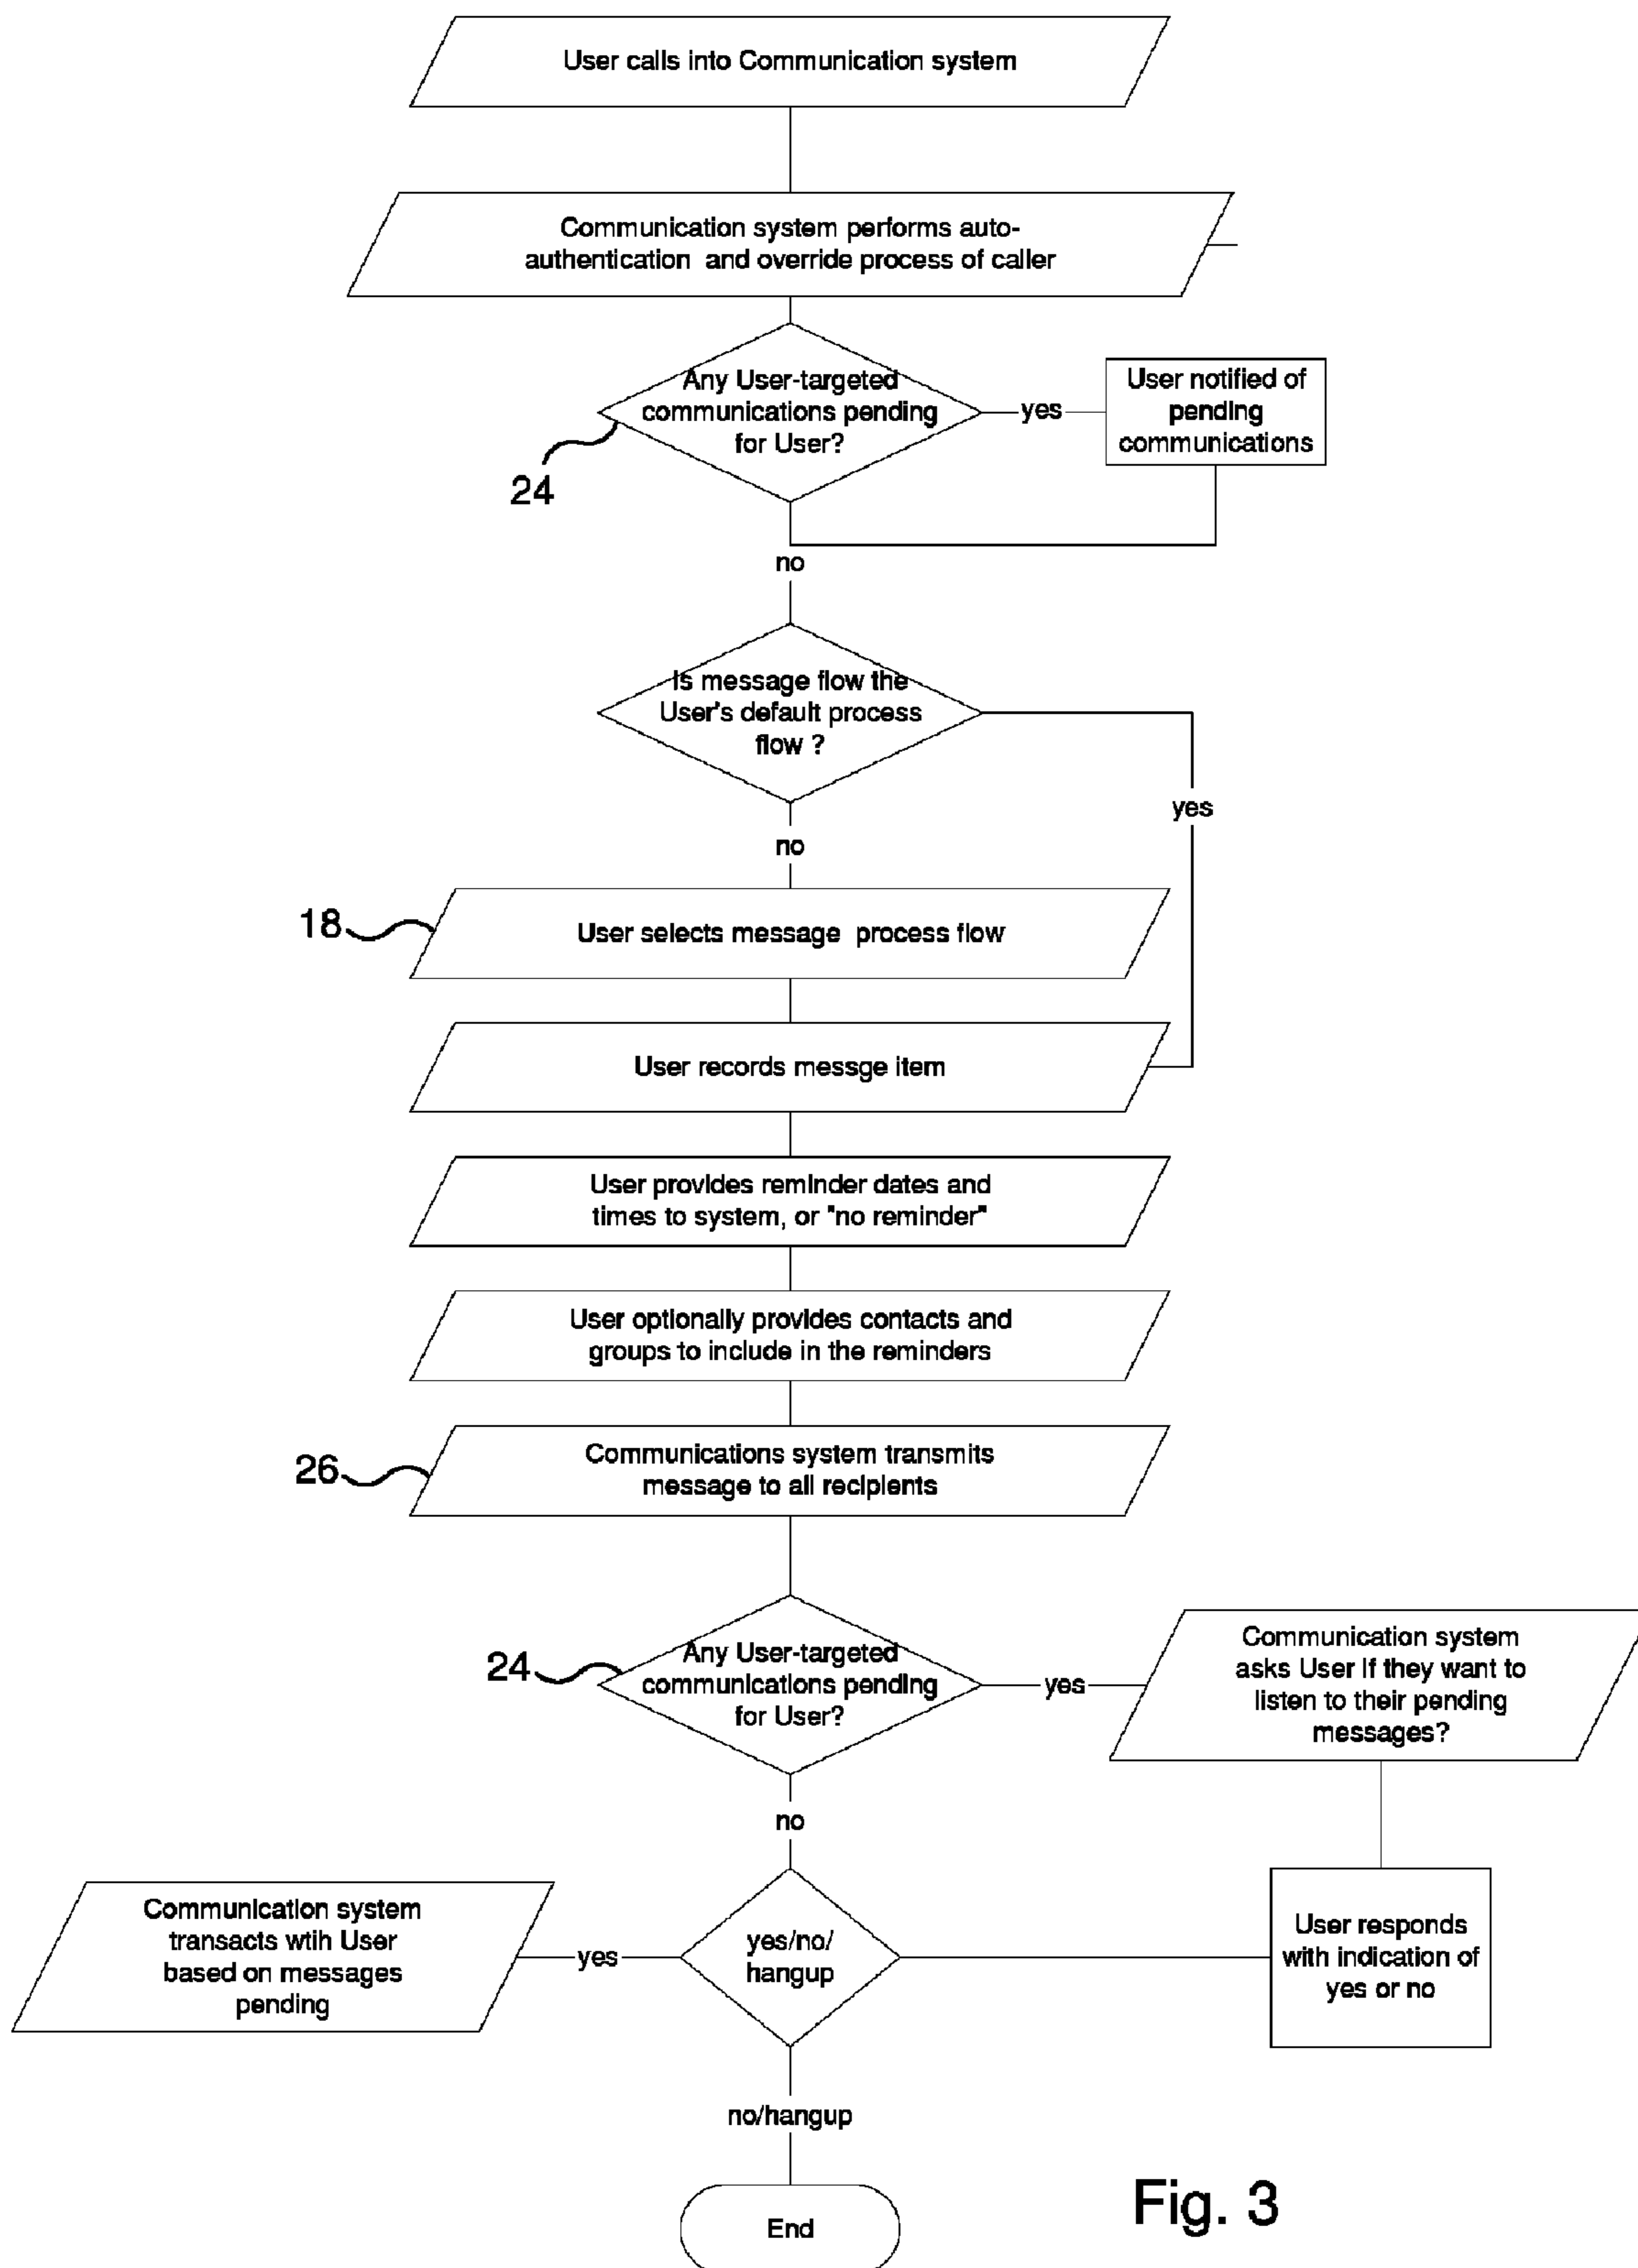 User calls into Communication system
Communication system performs auto-
authentication and override process of caller
Any User-targeted
communications pending
for User?
yes
User notified of
pending
communications
24
no
Is message flow the
User's default process
flow ?
yes
no
18
User selects message process flow
User records messge item
User provides reminder dates and
times to system, or "no reminder"
User optionally provides contacts and
groups to include in the reminders
26
Communications system transmits
message to all recipients
24
Any User-targeted
communications pending
for User?
yes
Communication system
asks User if they want to
listen to their pending
messages?
no
Communication system
transacts wtih User
based on messages
pending
yes
yes/no/
hangup
User responds
with indication of
yes or no
no/hangup
End
Fig. 3